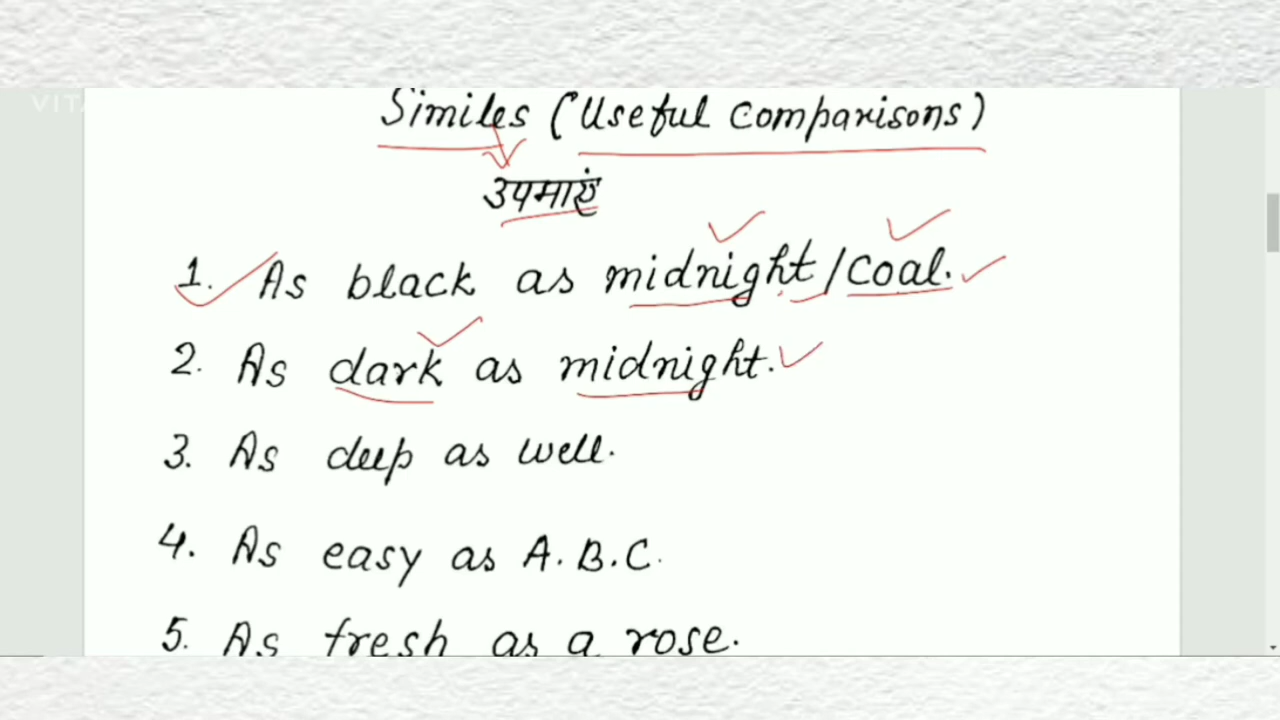 Similes (Useful comparisons)
उपमाएं
1. As black as midnight/coal.
2. As dark as midnight.
3. As deep as well.
4. As easy as A.B.C.
5. As fresh as a rose.